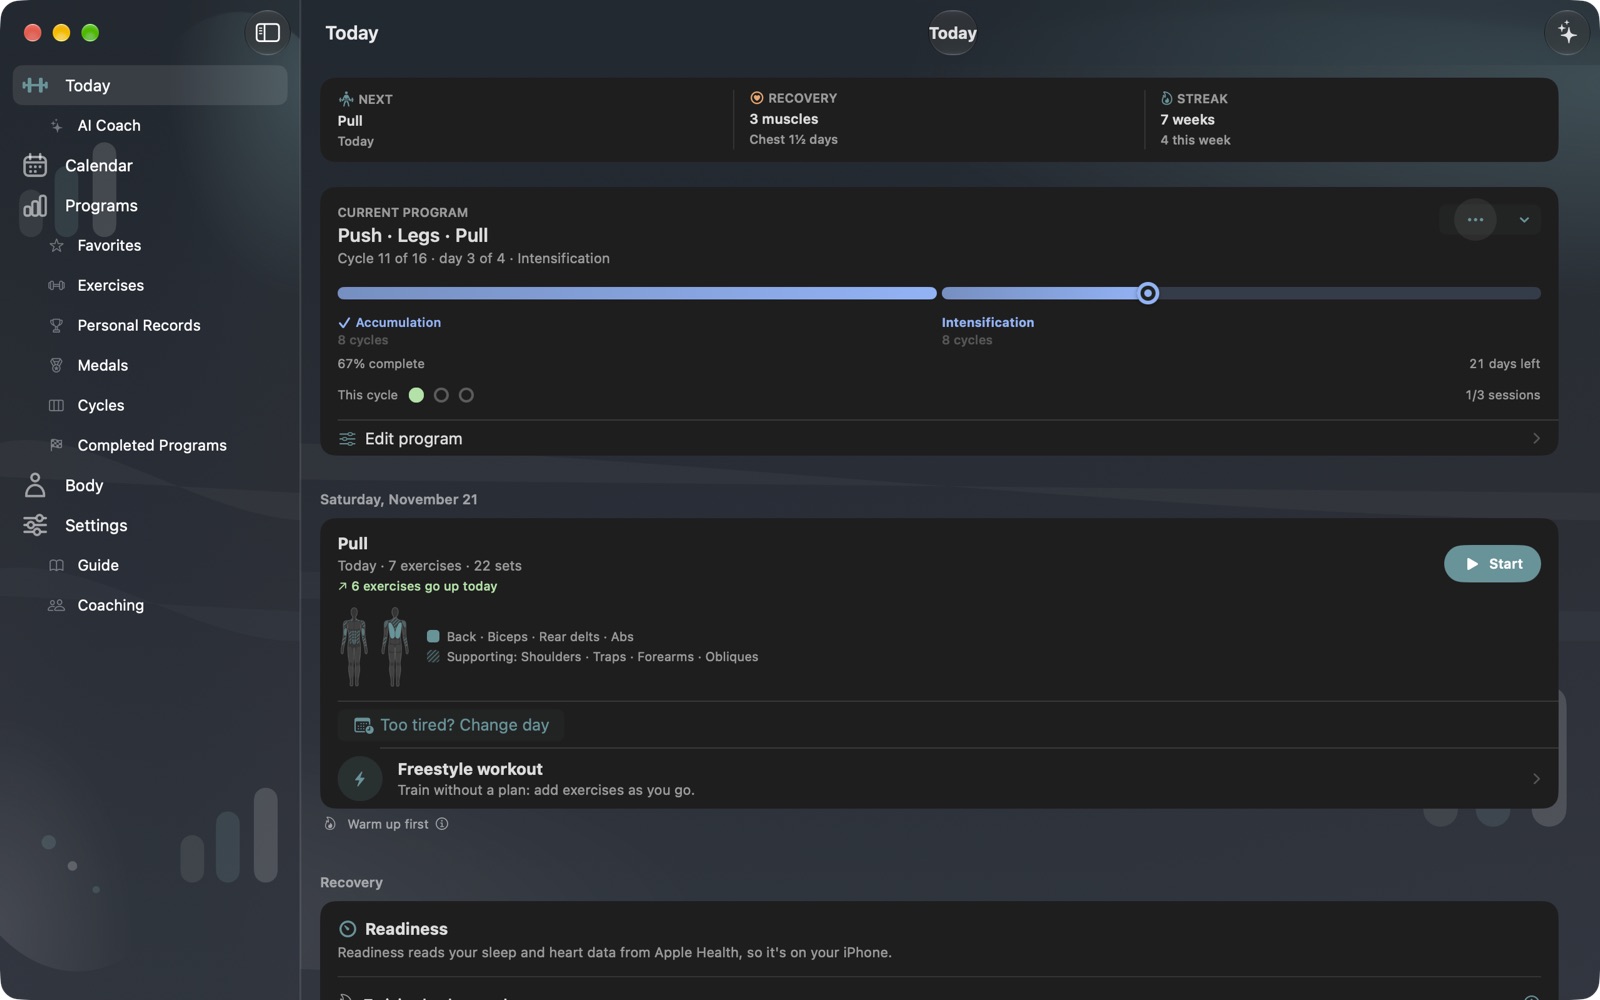 Today
AI Coach
Calendar
Programs
Favorites
Exercises
Personal Records
Medals
Cycles
Completed Programs
Body
Settings
Guide
Coaching
Today
Today
NEXT
Pull
Today
RECOVERY
3 muscles
Chest 1½ days
STREAK
7 weeks
4 this week
CURRENT PROGRAM
Push · Legs · Pull
Cycle 11 of 16 · day 3 of 4 · Intensification
Accumulation
8 cycles
Intensification
8 cycles
67% complete
21 days left
This cycle
1/3 sessions
Edit program
Saturday, November 21
Pull
Today · 7 exercises · 22 sets
6 exercises go up today
Start
Back · Biceps · Rear delts · Abs
Supporting: Shoulders · Traps · Forearms · Obliques
Too tired? Change day
Freestyle workout
Train without a plan: add exercises as you go.
Warm up first
Recovery
Readiness
Readiness reads your sleep and heart data from Apple Health, so it's on your iPhone.